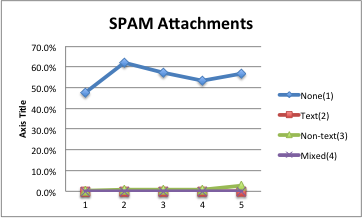 SPAM Attachments
70.0%
60.0%
50.0%
40.0%
30.0%
20.0%
10.0%
0.0%
Axis Title
1 2 3 4 5
None(1)
Text(2)
Non-text(3)
Mixed(4)